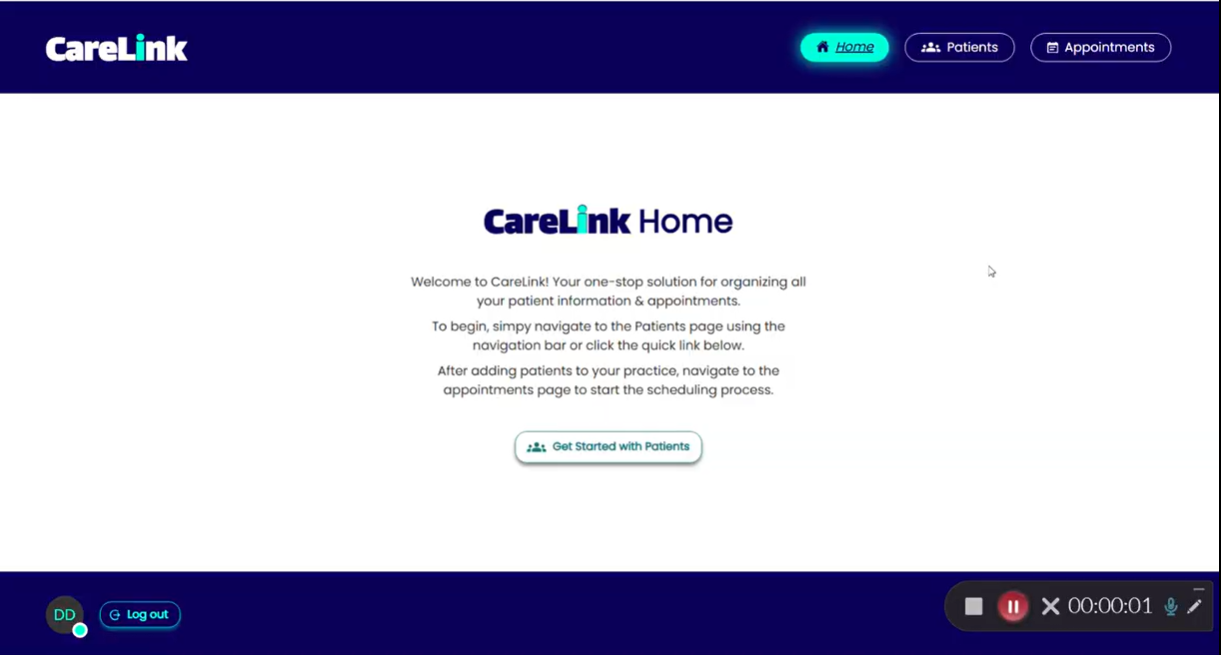 CareLink
Home
Patients
Appointments
CareLink Home
Welcome to CareLink! Your one-stop solution for organizing all
your patient information & appointments.
To begin, simpy navigate to the Patients page using the
navigation bar or click the quick link below.
After adding patients to your practice, navigate to the
appointments page to start the scheduling process.
Get Started with Patients
DD
Log out
00:00:01